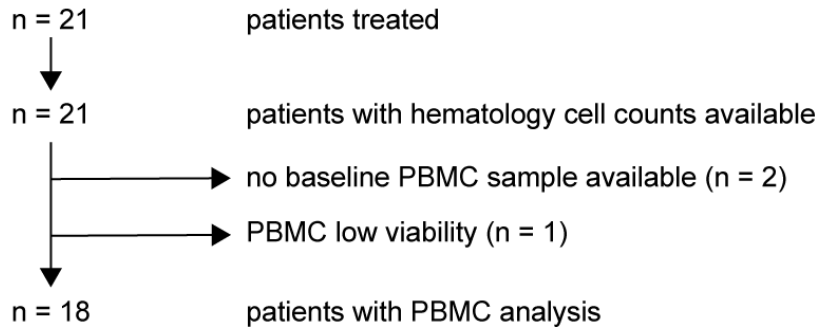 n = 21 patients treated
n = 21 patients with hematology cell counts available
no baseline PBMC sample available (n = 2)
PBMC low viability (n = 1)
n = 18 patients with PBMC analysis